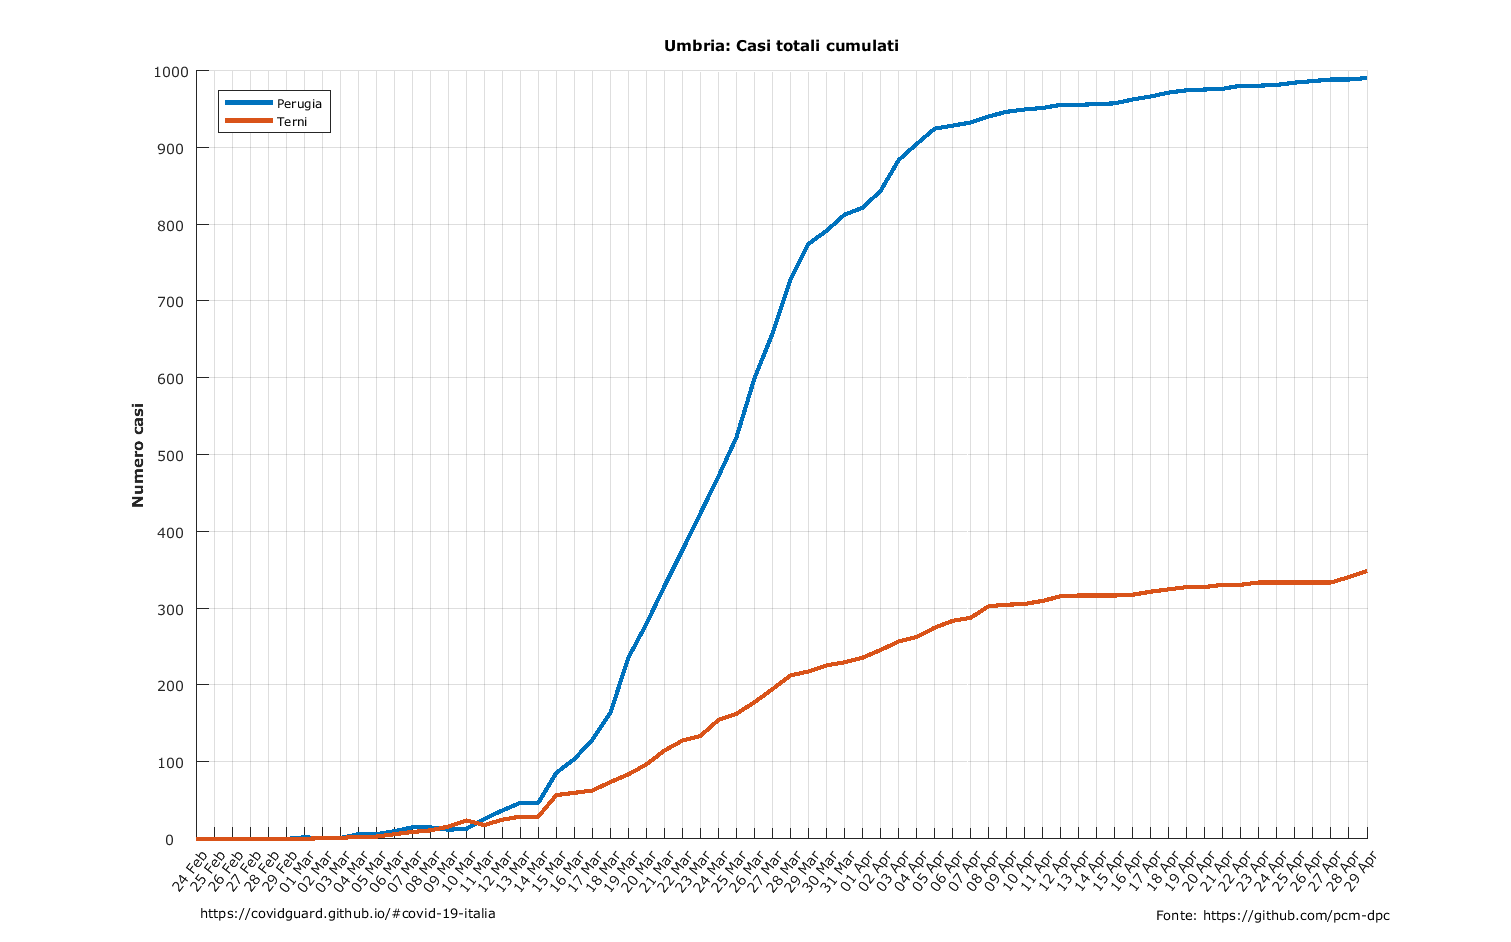 Umbria: Casi totali cumulati
1000
900
800
700
600
500
400
300
200
100
0
Numero casi
Perugia
Terni
24 Feb
25 Feb
26 Feb
27 Feb
28 Feb
29 Feb
01 Mar
02 Mar
03 Mar
04 Mar
05 Mar
06 Mar
07 Mar
08 Mar
09 Mar
10 Mar
11 Mar
12 Mar
13 Mar
14 Mar
15 Mar
16 Mar
17 Mar
18 Mar
19 Mar
20 Mar
21 Mar
22 Mar
23 Mar
24 Mar
25 Mar
26 Mar
27 Mar
28 Mar
29 Mar
30 Mar
31 Mar
01 Apr
02 Apr
03 Apr
04 Apr
05 Apr
06 Apr
07 Apr
08 Apr
09 Apr
10 Apr
11 Apr
12 Apr
13 Apr
14 Apr
15 Apr
16 Apr
17 Apr
18 Apr
19 Apr
20 Apr
21 Apr
22 Apr
23 Apr
24 Apr
25 Apr
26 Apr
27 Apr
28 Apr
29 Apr
https://covidguard.github.io/#covid-19-italia
Fonte: https://github.com/pcm-dpc